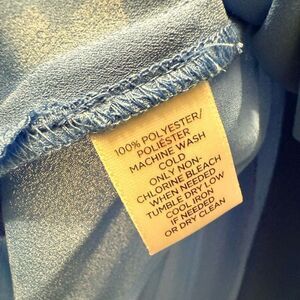 100% POLYESTER/
POLIÉSTER
MACHINE WASH
COLD
ONLY NON-
CHLORINE BLEACH
WHEN NEEDED
TUMBLE DRY LOW
COOL IRON
IF NEEDED
OR DRY CLEAN